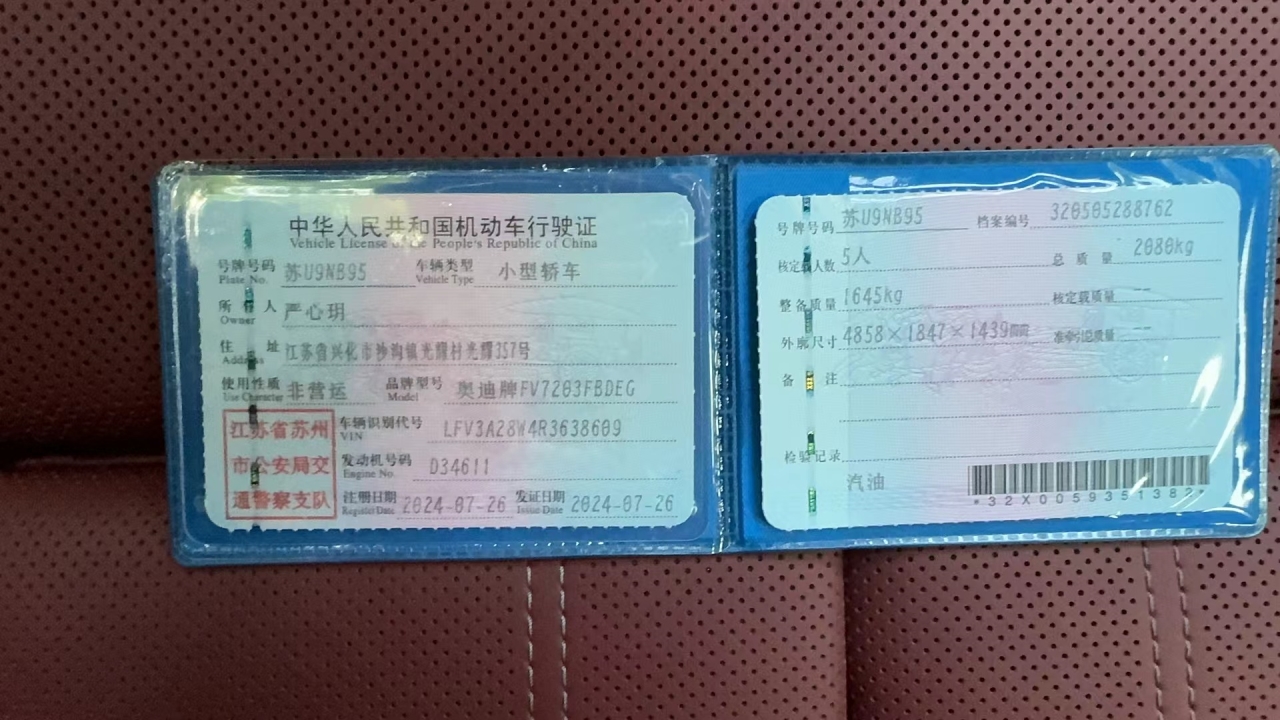 中华人民共和国机动车行驶证
Vehicle License of the People's Republic of China
号牌号码 苏U9NB95 车辆类型 小型轿车
Plate No. Vehicle Type
所有人 严心玥
Owner
住址 江苏省兴化市沙沟镇光耀村光耀357号
Address
使用性质 非营运 品牌型号 奥迪牌FV7203FBDEG
Use Character Model
江苏省苏州
市公安局交
通警察支队
车辆识别代号 LFV3A28W4R3638609
VIN
发动机号码 D34611
Engine No.
注册日期 2024-07-26 发证日期 2024-07-26
Register Date Issue Date
号牌号码 苏U9NB95 档案编号 320505288762
核定载人数 5人 总质量 2080kg
整备质量 1645kg 核定载质量 --
外廓尺寸 4858×1847×1439mm 准牵引总质量 --
备注
检验记录
汽油
*32X0059351382*